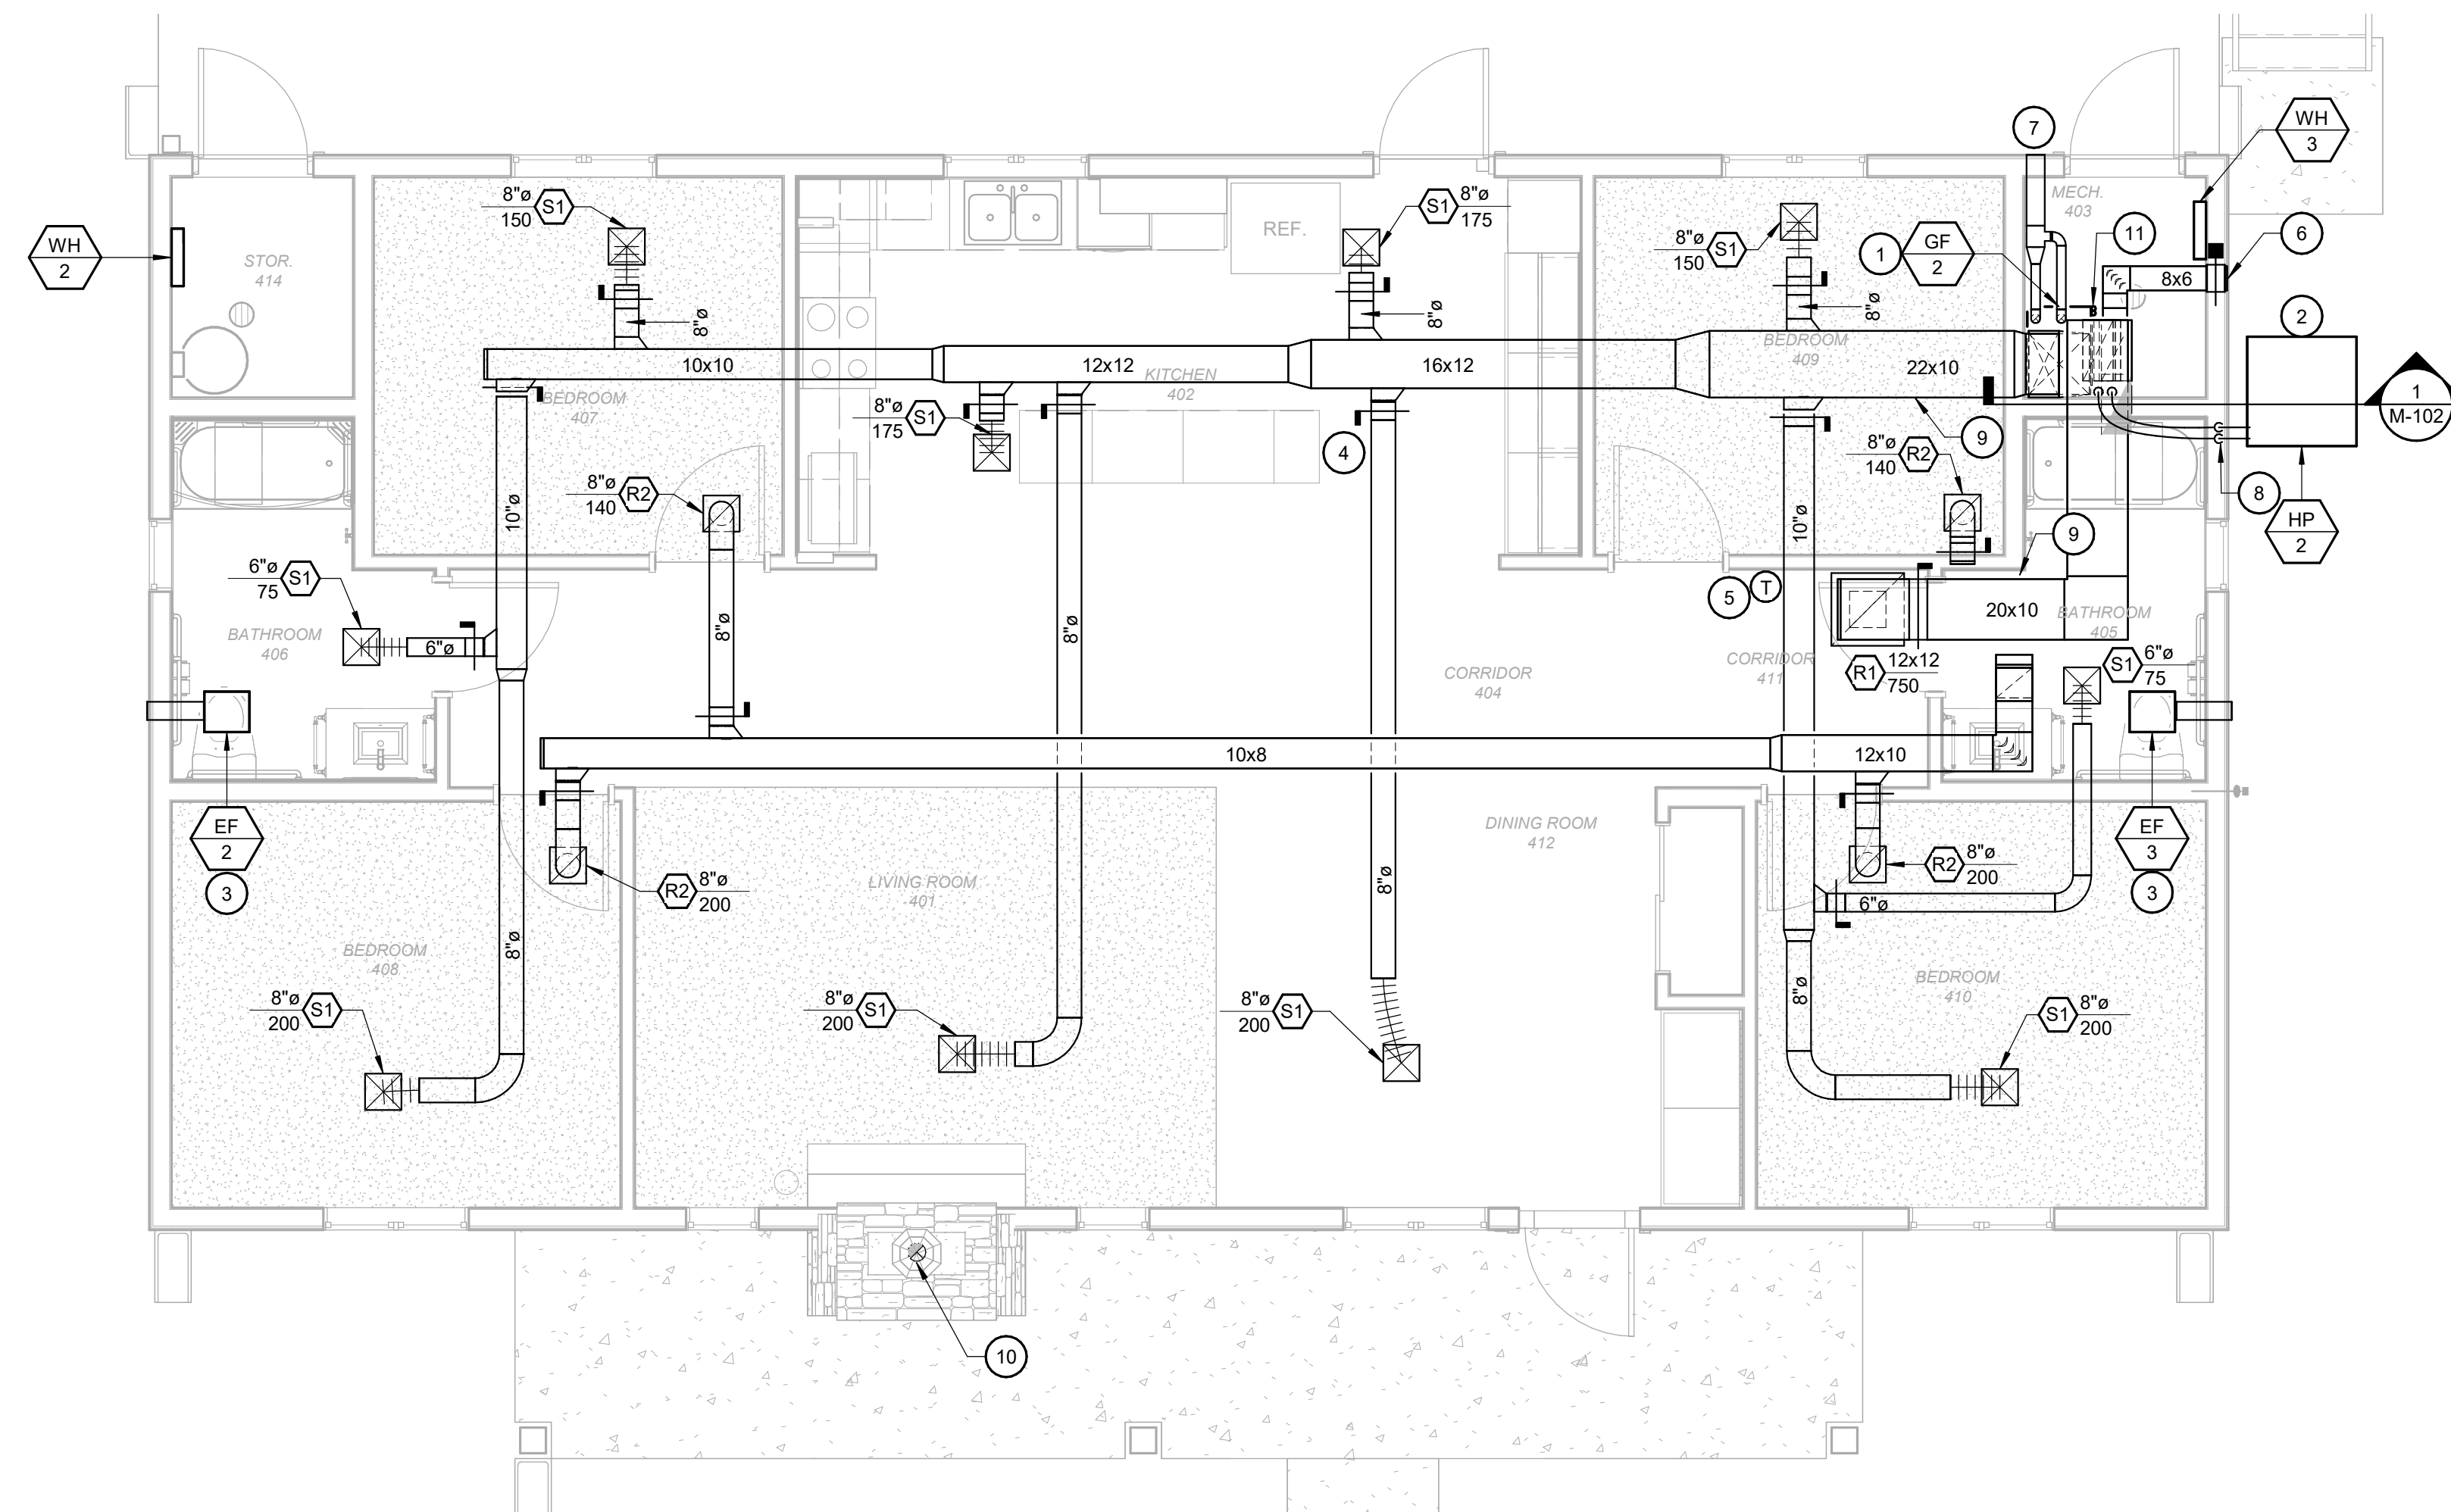 7
WH
3
MECH.
403
8"ø
150
S1
S1
8"ø
175
8"ø
150
S1
1
GF
2
11
6
WH
2
STOR.
414
REF.
8x6
8"ø
8"ø
8"ø
2
10x10
12x12
KITCHEN
402
16x12
BEDROOM
409
22x10
BEDROOM
407
8"ø
175
S1
1
M-102
4
9
8"ø
140
R2
8"ø
140
R2
8
HP
2
10"ø
10"ø
9
6"ø
75
S1
5
T
20x10
BATHROOM
405
BATHROOM
406
6"ø
8"ø
8"ø
CORRIDOR
404
CORRIDOR
411
R1
12x12
750
S1
6"ø
75
10x8
12x10
EF
2
3
DINING ROOM
412
EF
3
3
R2
8"ø
200
LIVING ROOM
401
8"ø
R2
8"ø
200
6"ø
BEDROOM
408
8"ø
BEDROOM
410
8"ø
8"ø
200
S1
8"ø
200
S1
8"ø
200
S1
S1
8"ø
200
10